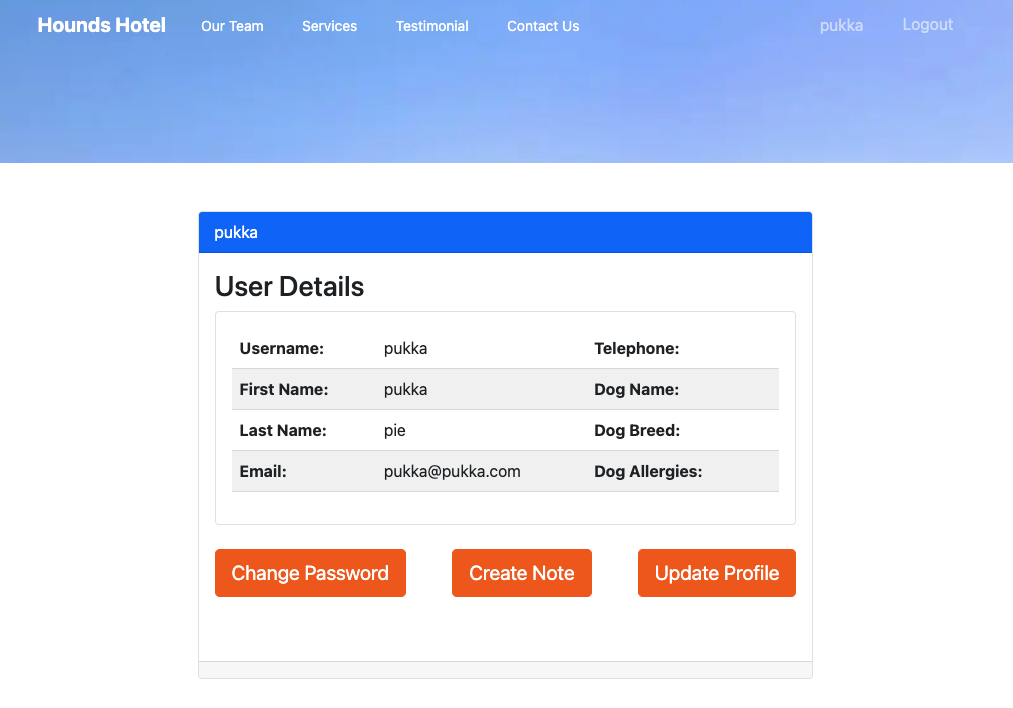 Hounds Hotel Our Team Services Testimonial Contact Us pukka Logout
pukka
User Details
Username: pukka Telephone:
First Name: pukka Dog Name:
Last Name: pie Dog Breed:
Email: pukka@pukka.com Dog Allergies:
Change Password Create Note Update Profile